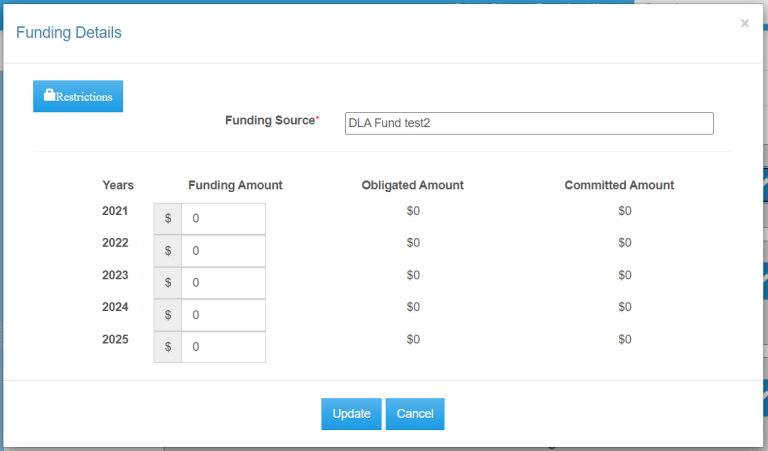 Funding Details
×
Restrictions
Funding Source*
DLA Fund test2
Years Funding Amount Obligated Amount Committed Amount
2021 $ 0 $0 $0
2022 $ 0 $0 $0
2023 $ 0 $0 $0
2024 $ 0 $0 $0
2025 $ 0 $0 $0
Update Cancel